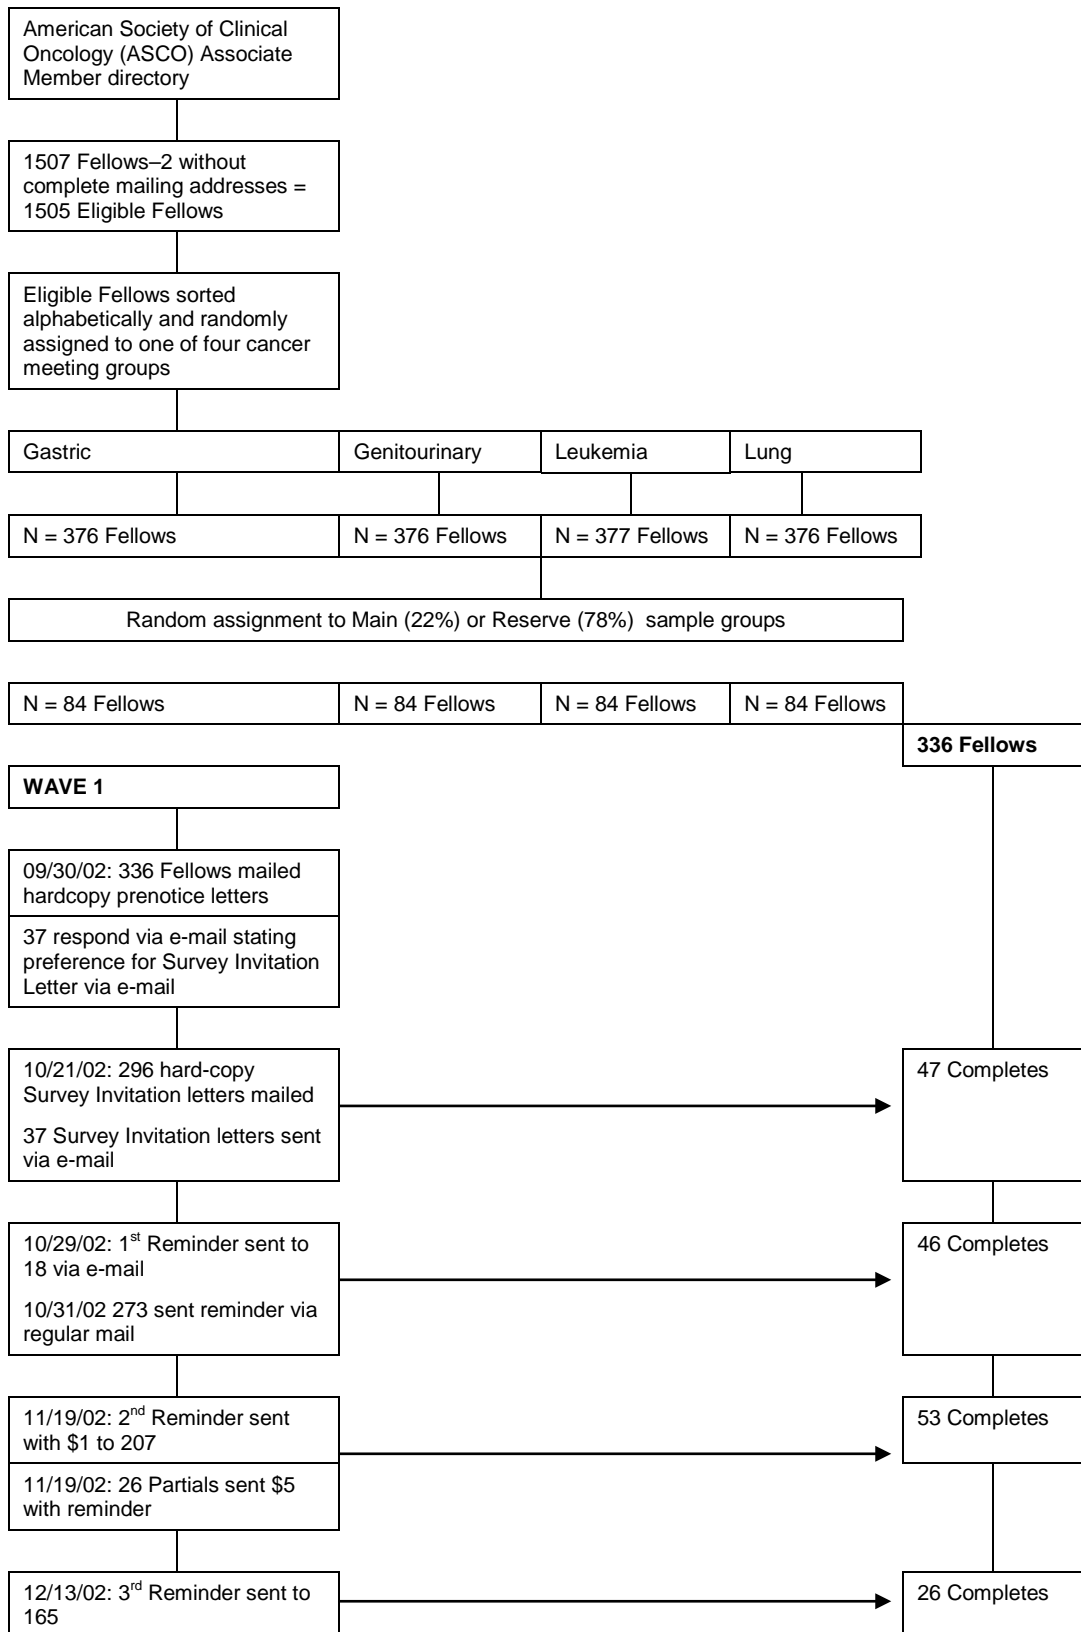 American Society of Clinical
Oncology (ASCO) Associate
Member directory
1507 Fellows–2 without
complete mailing addresses =
1505 Eligible Fellows
Eligible Fellows sorted
alphabetically and randomly
assigned to one of four cancer
meeting groups
Gastric
Genitourinary
Leukemia
Lung
N = 376 Fellows
N = 376 Fellows
N = 377 Fellows
N = 376 Fellows
Random assignment to Main (22%) or Reserve (78%) sample groups
N = 84 Fellows
N = 84 Fellows
N = 84 Fellows
N = 84 Fellows
336 Fellows
WAVE 1
09/30/02: 336 Fellows mailed
hardcopy prenotice letters
37 respond via e-mail stating
preference for Survey Invitation
Letter via e-mail
10/21/02: 296 hard-copy
Survey Invitation letters mailed
37 Survey Invitation letters sent
via e-mail
47 Completes
10/29/02: 1st Reminder sent to
18 via e-mail
10/31/02 273 sent reminder via
regular mail
46 Completes
11/19/02: 2nd Reminder sent
with $1 to 207
11/19/02: 26 Partials sent $5
with reminder
53 Completes
12/13/02: 3rd Reminder sent to
165
26 Completes